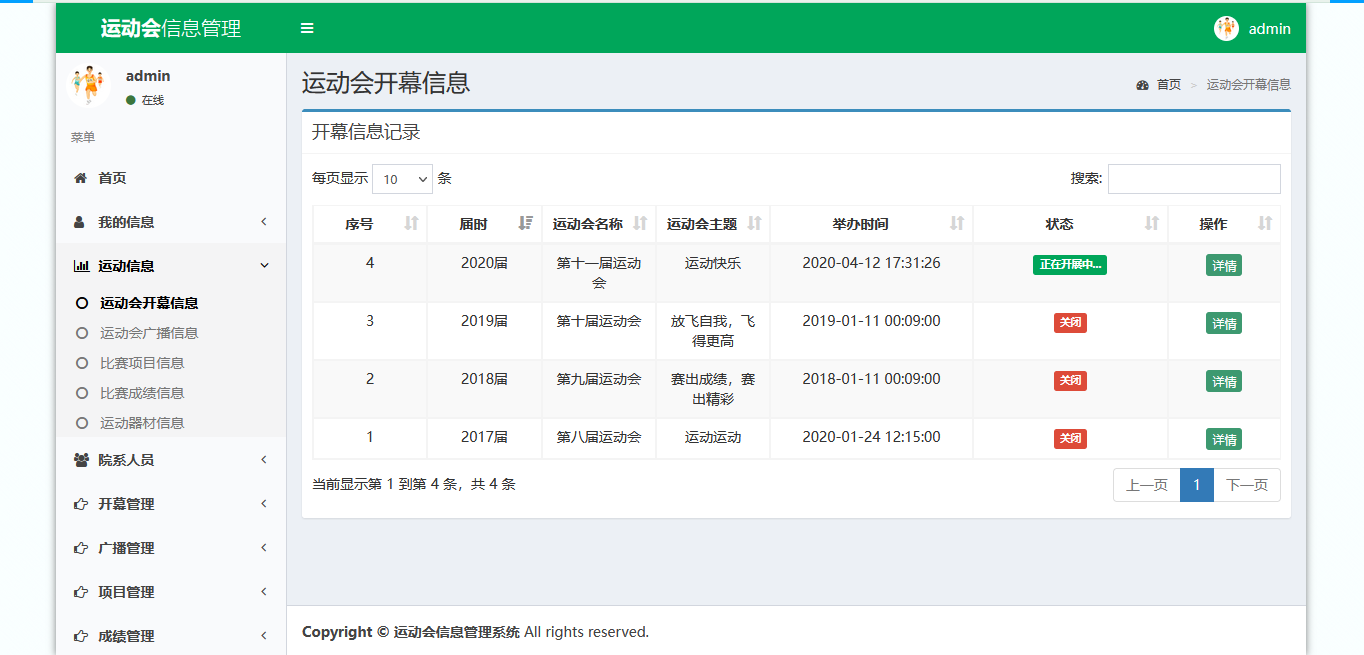 运动会信息管理
admin
admin
在线
菜单
首页
我的信息
运动信息
运动会开幕信息
运动会广播信息
比赛项目信息
比赛成绩信息
运动器材信息
院系人员
开幕管理
广播管理
项目管理
成绩管理
运动会开幕信息
首页 > 运动会开幕信息
开幕信息记录
每页显示 10 条
搜索:
序号 届时 运动会名称 运动会主题 举办时间 状态 操作
4 2020届 第十一届运动会 运动快乐 2020-04-12 17:31:26 正在开展中... 详情
3 2019届 第十届运动会 放飞自我，飞得更高 2019-01-11 00:09:00 关闭 详情
2 2018届 第九届运动会 赛出成绩，赛出精彩 2018-01-11 00:09:00 关闭 详情
1 2017届 第八届运动会 运动运动 2020-01-24 12:15:00 关闭 详情
当前显示第 1 到第 4 条，共 4 条
上一页 1 下一页
Copyright © 运动会信息管理系统 All rights reserved.